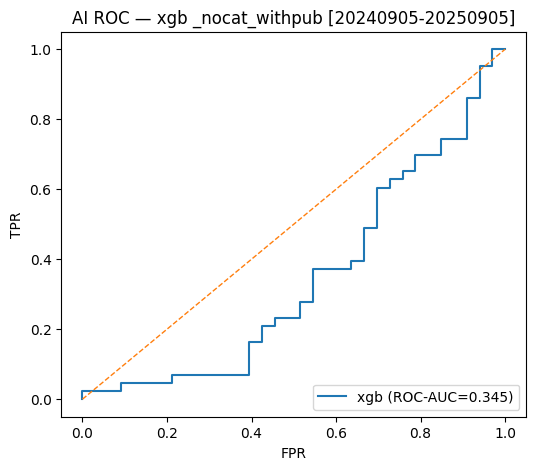 AI ROC — xgb _nocat_withpub [20240905-20250905]
1.0
0.8
0.6
0.4
0.2
0.0
TPR
0.0 0.2 0.4 0.6 0.8 1.0
FPR
xgb (ROC-AUC=0.345)